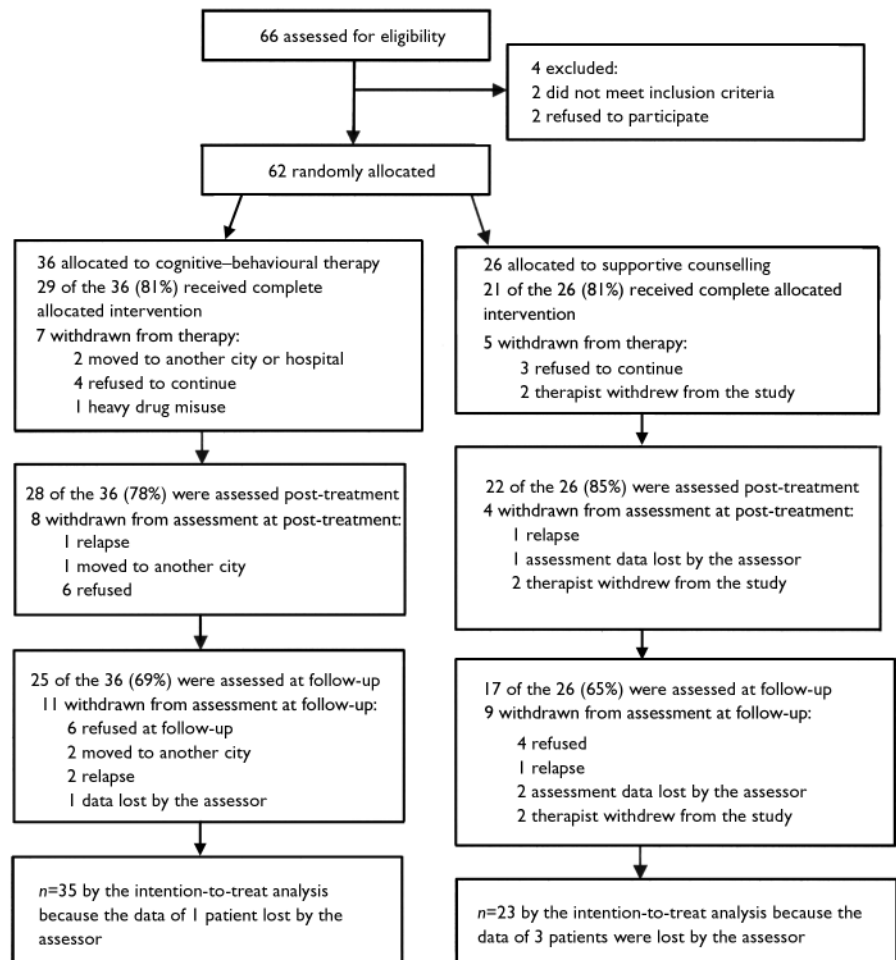 66 assessed for eligibility
4 excluded:
2 did not meet inclusion criteria
2 refused to participate
62 randomly allocated
36 allocated to cognitive–behavioural therapy
29 of the 36 (81%) received complete
allocated intervention
7 withdrawn from therapy:
2 moved to another city or hospital
4 refused to continue
1 heavy drug misuse
26 allocated to supportive counselling
21 of the 26 (81%) received complete allocated
intervention
5 withdrawn from therapy:
3 refused to continue
2 therapist withdrew from the study
28 of the 36 (78%) were assessed post-treatment
8 withdrawn from assessment at post-treatment:
1 relapse
1 moved to another city
6 refused
22 of the 26 (85%) were assessed post-treatment
4 withdrawn from assessment at post-treatment:
1 relapse
1 assessment data lost by the assessor
2 therapist withdrew from the study
25 of the 36 (69%) were assessed at follow-up
11 withdrawn from assessment at follow-up:
6 refused at follow-up
2 moved to another city
2 relapse
1 data lost by the assessor
17 of the 26 (65%) were assessed at follow-up
9 withdrawn from assessment at follow-up:
4 refused
1 relapse
2 assessment data lost by the assessor
2 therapist withdrew from the study
n=35 by the intention-to-treat analysis
because the data of 1 patient lost by the
assessor
n=23 by the intention-to-treat analysis because the
data of 3 patients were lost by the assessor